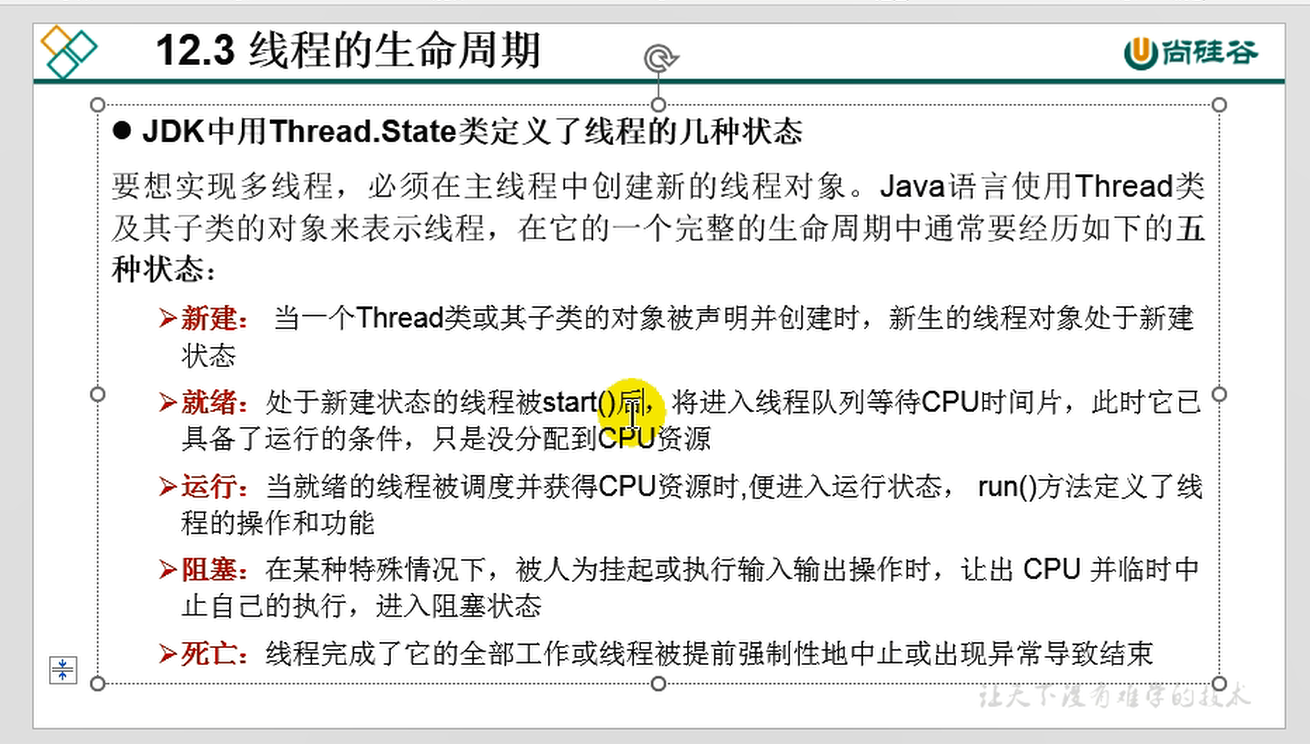 12.3 线程的生命周期
尚硅谷
● JDK中用Thread.State类定义了线程的几种状态
要想实现多线程，必须在主线程中创建新的线程对象。Java语言使用Thread类
及其子类的对象来表示线程，在它的一个完整的生命周期中通常要经历如下的五
种状态：
➢新建： 当一个Thread类或其子类的对象被声明并创建时，新生的线程对象处于新建
状态
➢就绪：处于新建状态的线程被start()后，将进入线程队列等待CPU时间片，此时它已
具备了运行的条件，只是没分配到CPU资源
➢运行：当就绪的线程被调度并获得CPU资源时,便进入运行状态， run()方法定义了线
程的操作和功能
➢阻塞：在某种特殊情况下，被人为挂起或执行输入输出操作时，让出 CPU 并临时中
止自己的执行，进入阻塞状态
➢死亡：线程完成了它的全部工作或线程被提前强制性地中止或出现异常导致结束
让天下没有难学的技术